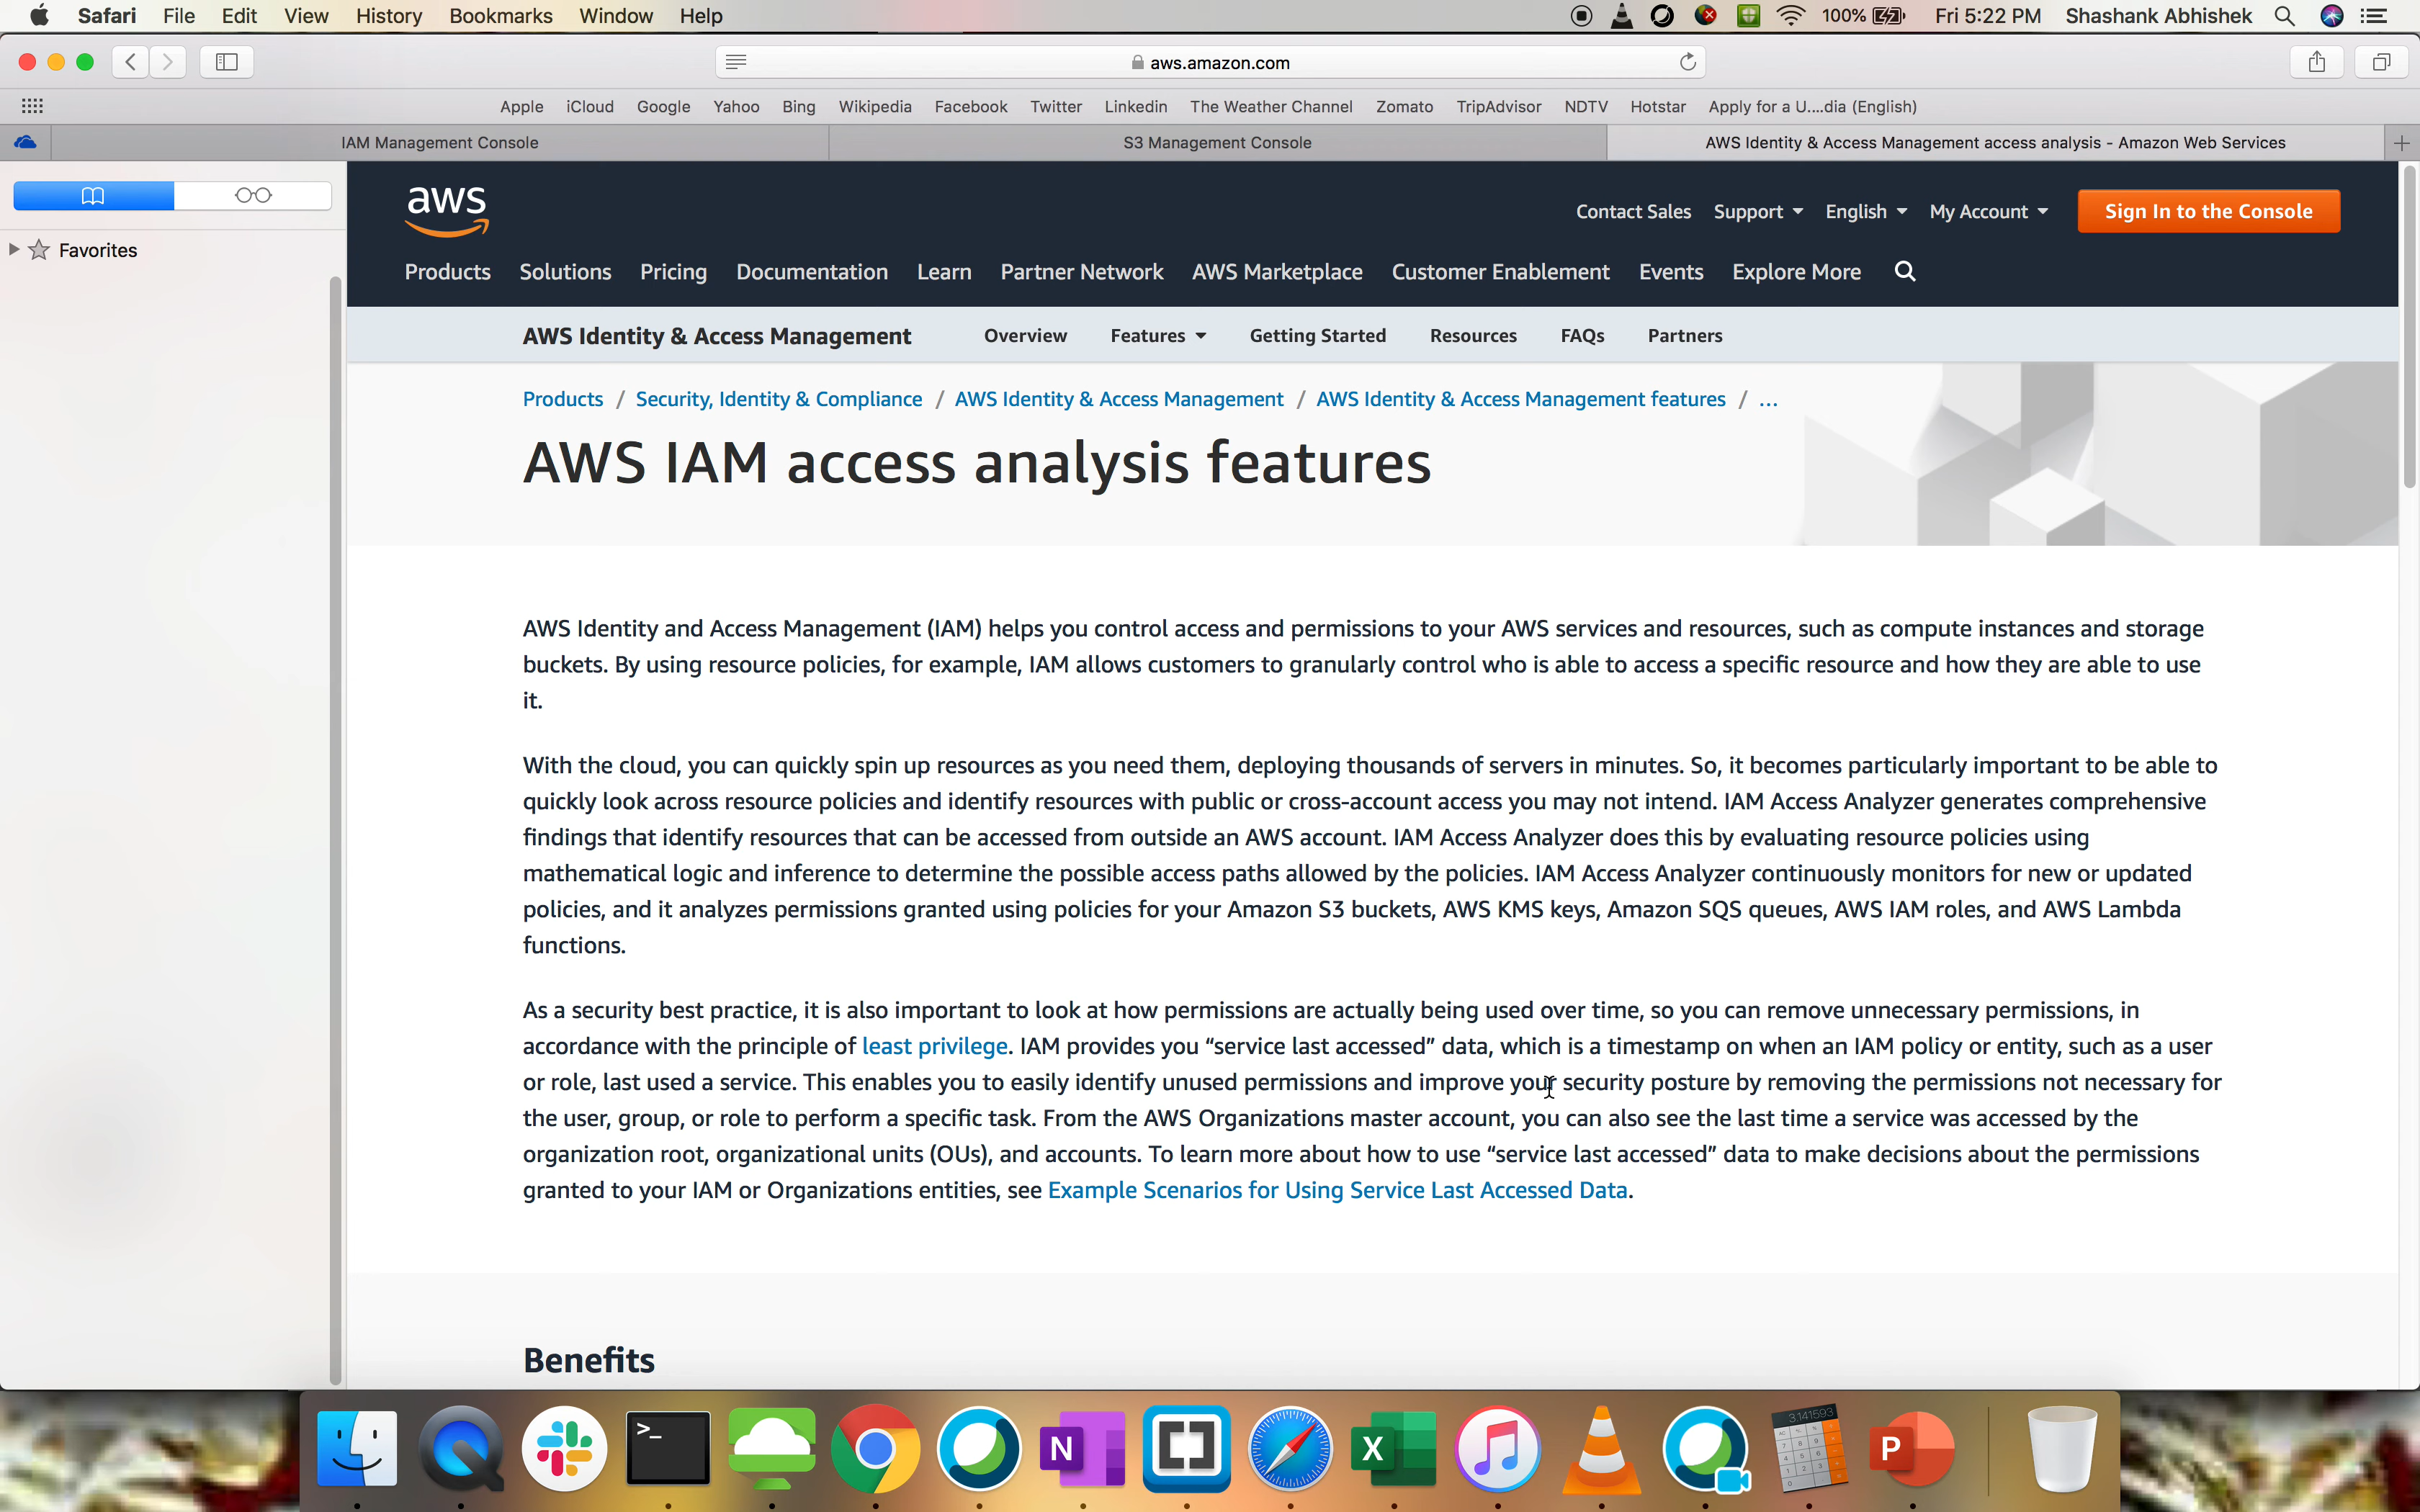 Safari File Edit View History Bookmarks Window Help 100% Fri 5:22 PM Shashank Abhishek
aws.amazon.com
Apple iCloud Google Yahoo Bing Wikipedia Facebook Twitter Linkedin The Weather Channel Zomato TripAdvisor NDTV Hotstar Apply for a U....dia (English)
IAM Management Console S3 Management Console AWS Identity & Access Management access analysis - Amazon Web Services
Favorites
aws
Contact Sales Support English My Account Sign In to the Console
Products Solutions Pricing Documentation Learn Partner Network AWS Marketplace Customer Enablement Events Explore More
AWS Identity & Access Management Overview Features Getting Started Resources FAQs Partners
Products / Security, Identity & Compliance / AWS Identity & Access Management / AWS Identity & Access Management features / ...
AWS IAM access analysis features
AWS Identity and Access Management (IAM) helps you control access and permissions to your AWS services and resources, such as compute instances and storage
buckets. By using resource policies, for example, IAM allows customers to granularly control who is able to access a specific resource and how they are able to use
it.
With the cloud, you can quickly spin up resources as you need them, deploying thousands of servers in minutes. So, it becomes particularly important to be able to
quickly look across resource policies and identify resources with public or cross-account access you may not intend. IAM Access Analyzer generates comprehensive
findings that identify resources that can be accessed from outside an AWS account. IAM Access Analyzer does this by evaluating resource policies using
mathematical logic and inference to determine the possible access paths allowed by the policies. IAM Access Analyzer continuously monitors for new or updated
policies, and it analyzes permissions granted using policies for your Amazon S3 buckets, AWS KMS keys, Amazon SQS queues, AWS IAM roles, and AWS Lambda
functions.
As a security best practice, it is also important to look at how permissions are actually being used over time, so you can remove unnecessary permissions, in
accordance with the principle of least privilege. IAM provides you “service last accessed” data, which is a timestamp on when an IAM policy or entity, such as a user
or role, last used a service. This enables you to easily identify unused permissions and improve your security posture by removing the permissions not necessary for
the user, group, or role to perform a specific task. From the AWS Organizations master account, you can also see the last time a service was accessed by the
organization root, organizational units (OUs), and accounts. To learn more about how to use “service last accessed” data to make decisions about the permissions
granted to your IAM or Organizations entities, see Example Scenarios for Using Service Last Accessed Data.
Benefits
>_ N X 3.141593 P